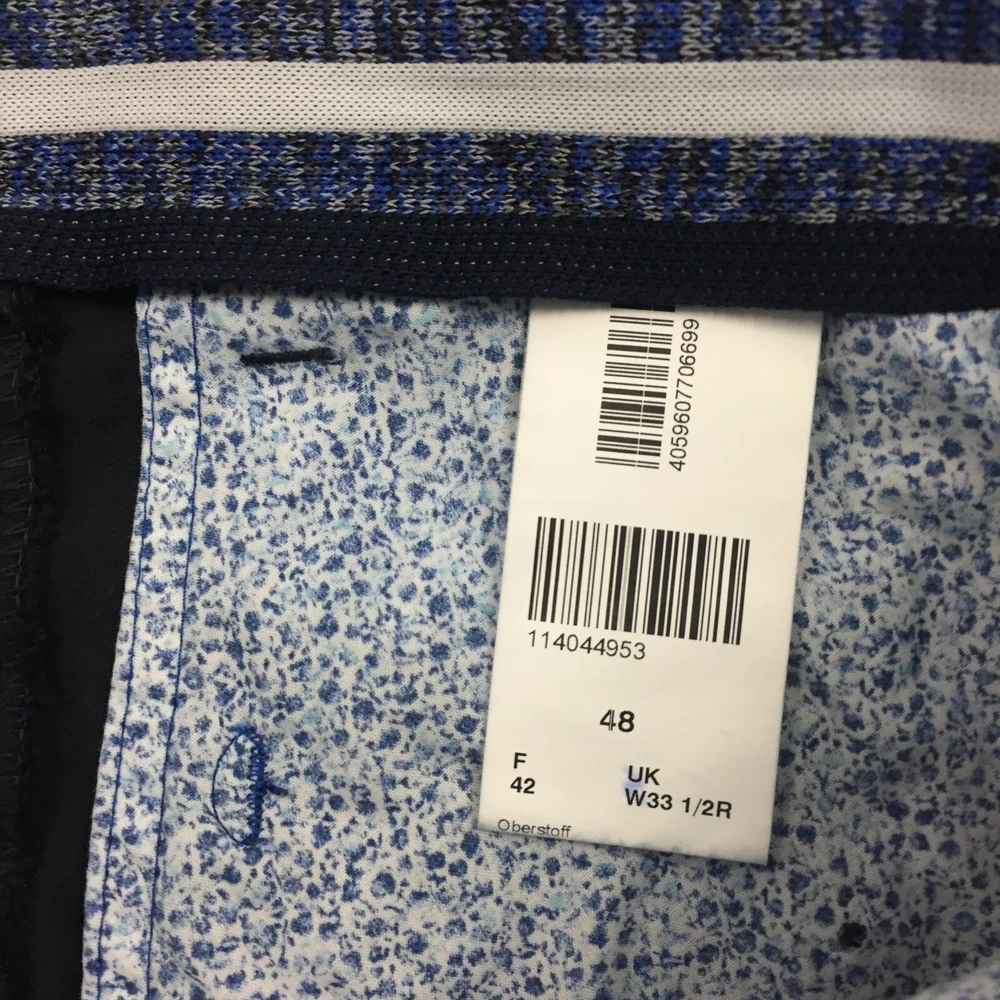 4059607706699
114044953
48
F
42
UK
W33 1/2R
Oberstoff